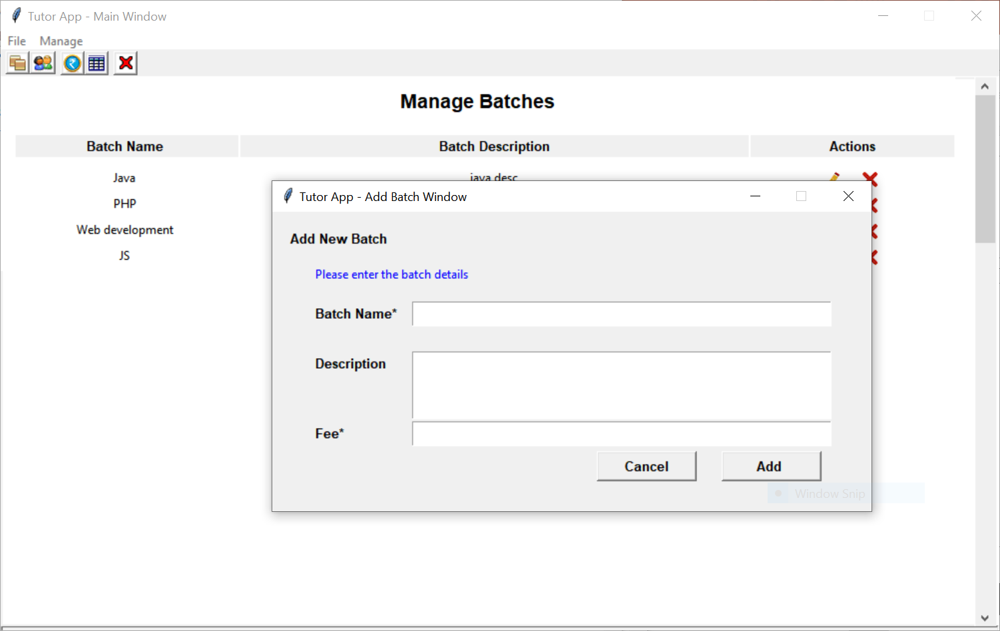 Tutor App - Main Window
File Manage
Manage Batches
Batch Name Batch Description Actions
Java java desc
PHP
Web development
JS
Tutor App - Add Batch Window
Add New Batch
Please enter the batch details
Batch Name*
Description
Fee*
Cancel Add
Window Snip